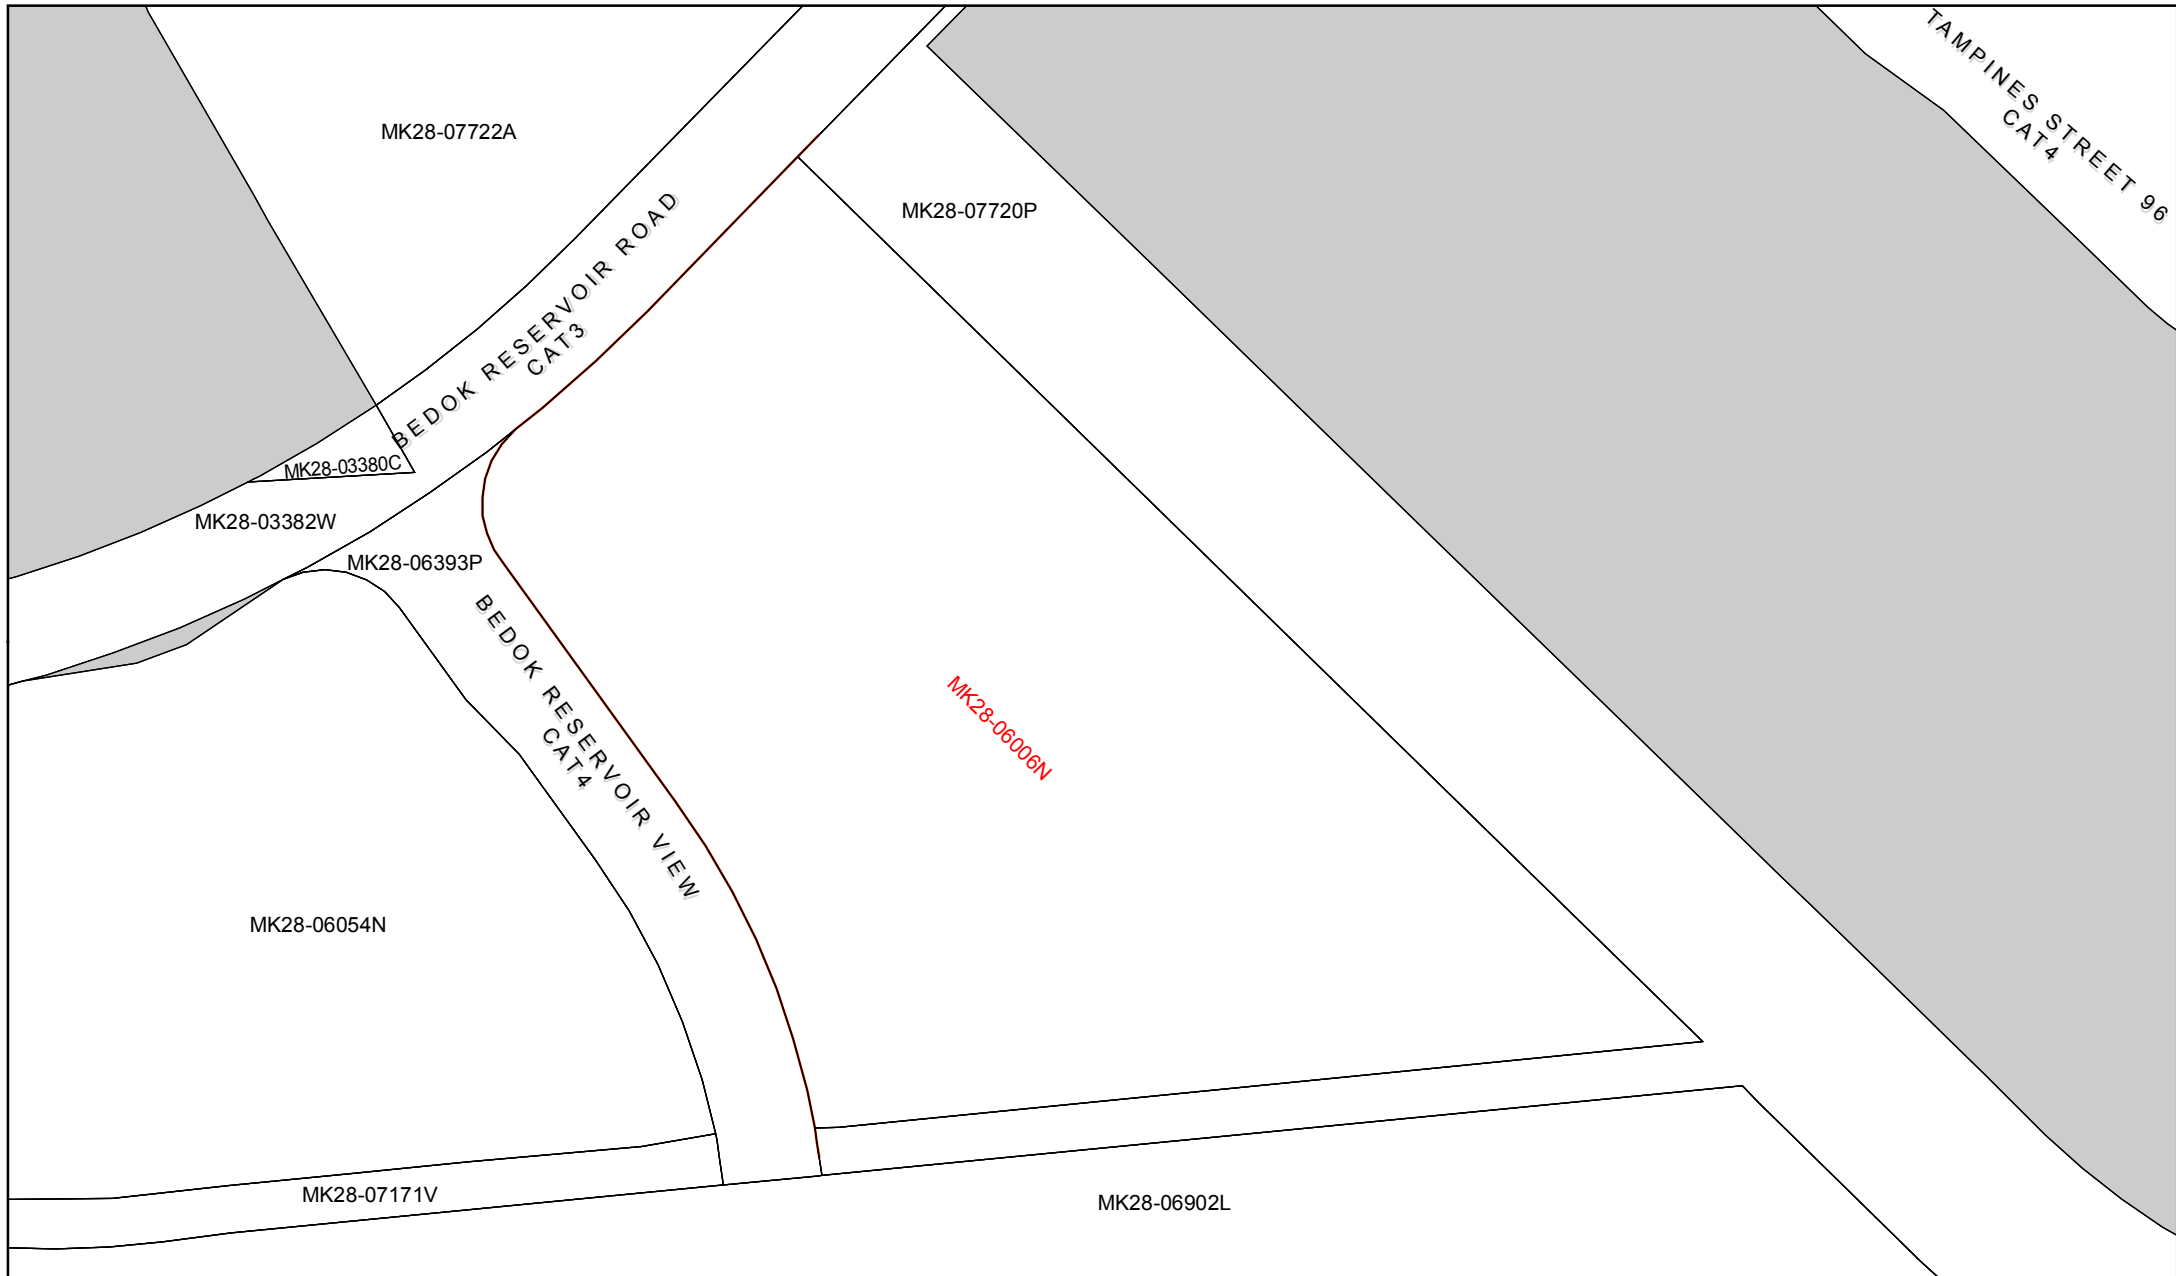 TAMPINES STREET 96
CAT4
MK28-07722A
MK28-07720P
BEDOK RESERVOIR ROAD
CAT3
MK28-03380C
MK28-03382W
MK28-06393P
BEDOK RESERVOIR VIEW
CAT4
MK28-06006N
MK28-06054N
MK28-07171V
MK28-06902L